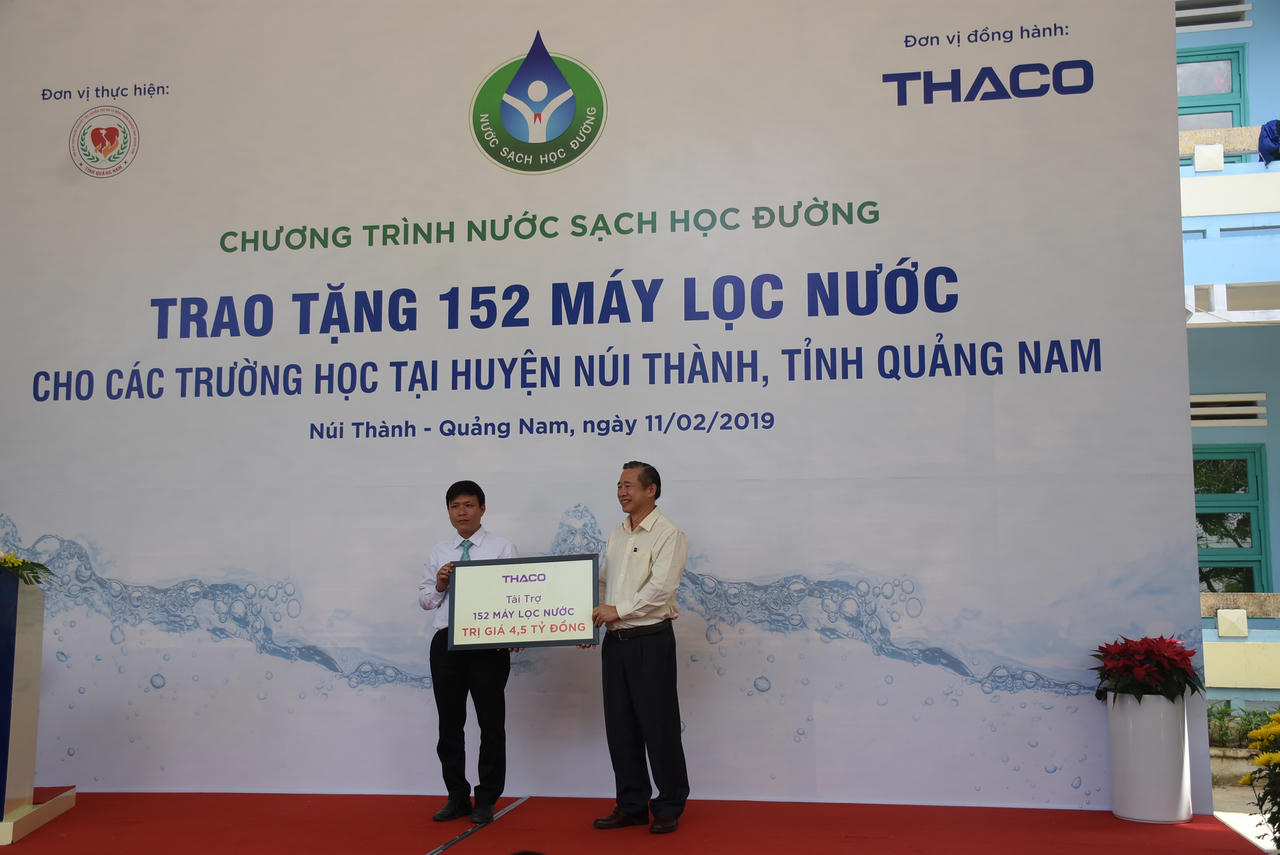 Đơn vị thực hiện:
TỈNH QUẢNG NAM
NƯỚC SẠCH HỌC ĐƯỜNG
Đơn vị đồng hành:
THACO
CHƯƠNG TRÌNH NƯỚC SẠCH HỌC ĐƯỜNG
TRAO TẶNG 152 MÁY LỌC NƯỚC
CHO CÁC TRƯỜNG HỌC TẠI HUYỆN NÚI THÀNH, TỈNH QUẢNG NAM
Núi Thành - Quảng Nam, ngày 11/02/2019
THACO
Tài Trợ
152 MÁY LỌC NƯỚC
TRỊ GIÁ 4,5 TỶ ĐỒNG